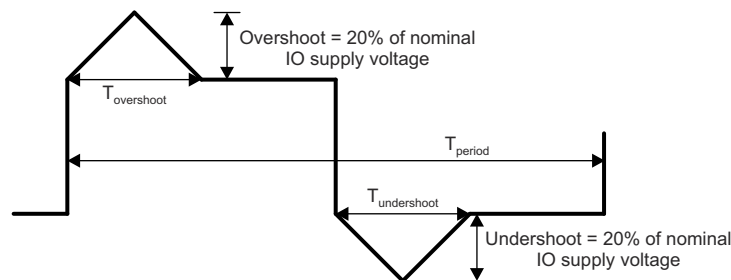 Overshoot = 20% of nominal
IO supply voltage
Tovershoot
Tperiod
Tundershoot
Undershoot = 20% of nominal
IO supply voltage